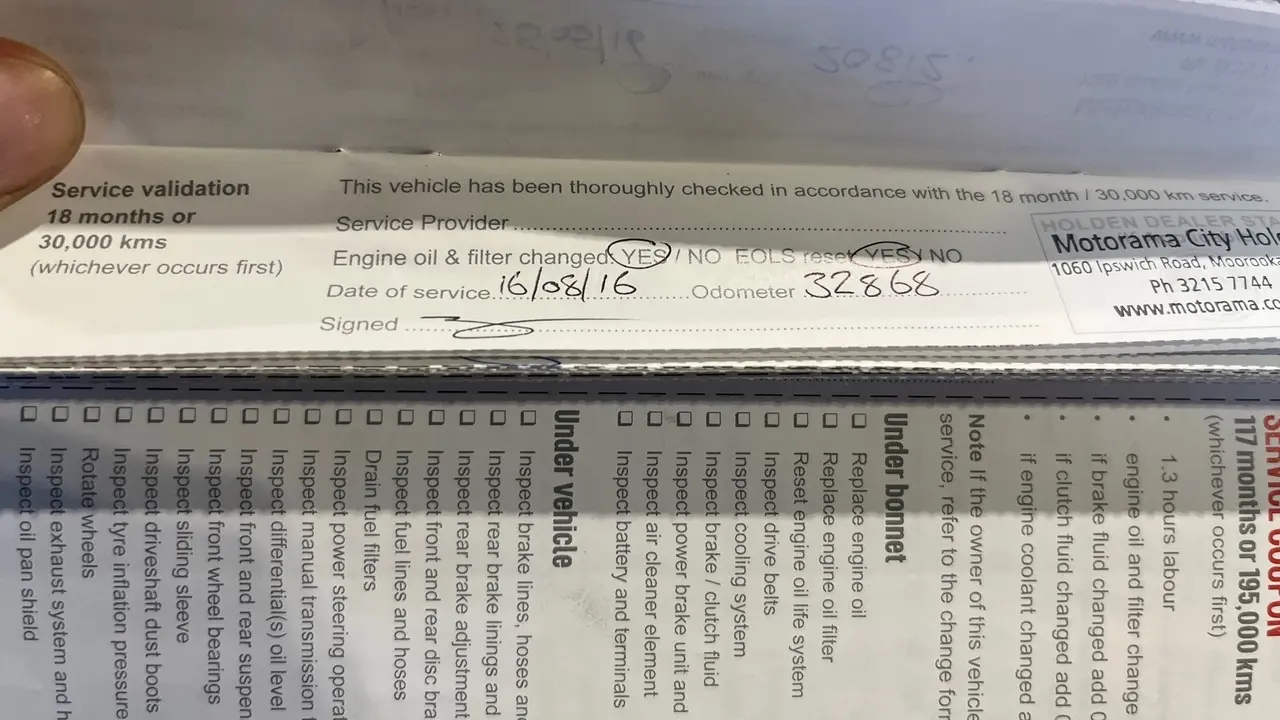 Service validation
18 months or
30,000 kms
(whichever occurs first)
This vehicle has been thoroughly checked in accordance with the 18 month / 30,000 km service.
Service Provider
Engine oil & filter changed: YES / NO EOLS reset YES / NO
Date of service 16/08/16 Odometer 32868
Signed
HOLDEN DEALER
Motorama City
1060 Ipswich Road,
Ph 3215 7744
SERVICE COUPON
117 months or 195,000 kms
(whichever occurs first)
• 1.3 hours labour
• engine oil and filter change
• if brake fluid changed add
• if clutch fluid changed add
• if engine coolant changed
Note If the owner of this vehicle
service, refer to the change
Under bonnet
❑ Replace engine oil
❑ Replace engine oil filter
❑ Reset engine oil life system
❑ Inspect drive belts
❑ Inspect cooling system
❑ Inspect brake / clutch fluid
❑ Inspect power brake unit and
❑ Inspect air cleaner element
❑ Inspect battery and terminals
Under vehicle
❑ Inspect brake lines, hoses
❑ Inspect rear brake linings and
❑ Inspect rear brake adjustment
❑ Inspect front and rear disc
❑ Inspect fuel lines and hoses
❑ Drain fuel filters
❑ Inspect power steering
❑ Inspect manual transmission
❑ Inspect differential(s) oil level
❑ Inspect front and rear
❑ Inspect front wheel bearings
❑ Inspect sliding sleeve
❑ Inspect driveshaft dust boots
❑ Inspect tyre inflation pressure
❑ Rotate wheels
❑ Inspect exhaust system and
❑ Inspect oil pan shield